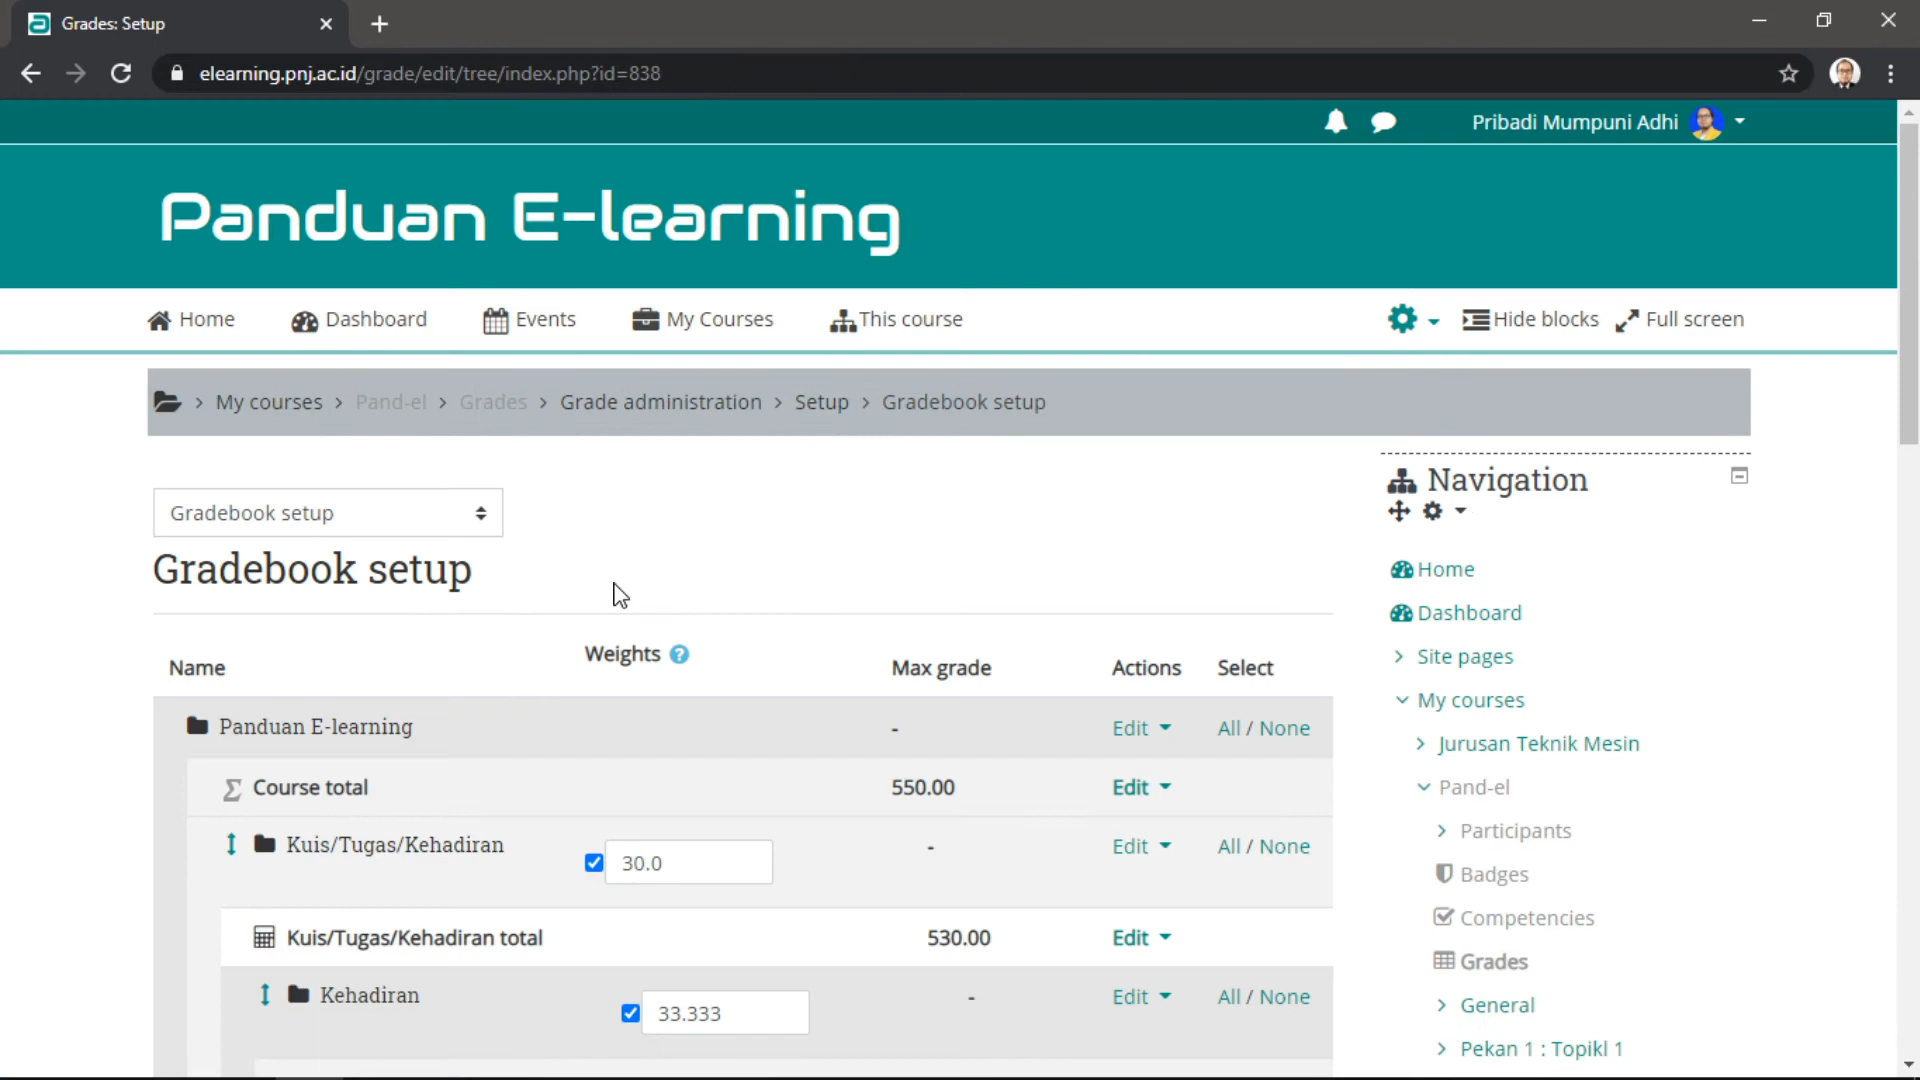 Grades: Setup
elearning.pnj.ac.id/grade/edit/tree/index.php?id=838
Pribadi Mumpuni Adhi
Panduan E-learning
Home Dashboard Events My Courses This course Hide blocks Full screen
> My courses > Pand-el > Grades > Grade administration > Setup > Gradebook setup
Gradebook setup
Gradebook setup
Name Weights ? Max grade Actions Select
Panduan E-learning - Edit All / None
Σ Course total 550.00 Edit
Kuis/Tugas/Kehadiran 30.0 - Edit All / None
Kuis/Tugas/Kehadiran total 530.00 Edit
Kehadiran 33.333 - Edit All / None
Navigation
Home
Dashboard
Site pages
My courses
Jurusan Teknik Mesin
Pand-el
Participants
Badges
Competencies
Grades
General
Pekan 1 : Topikl 1